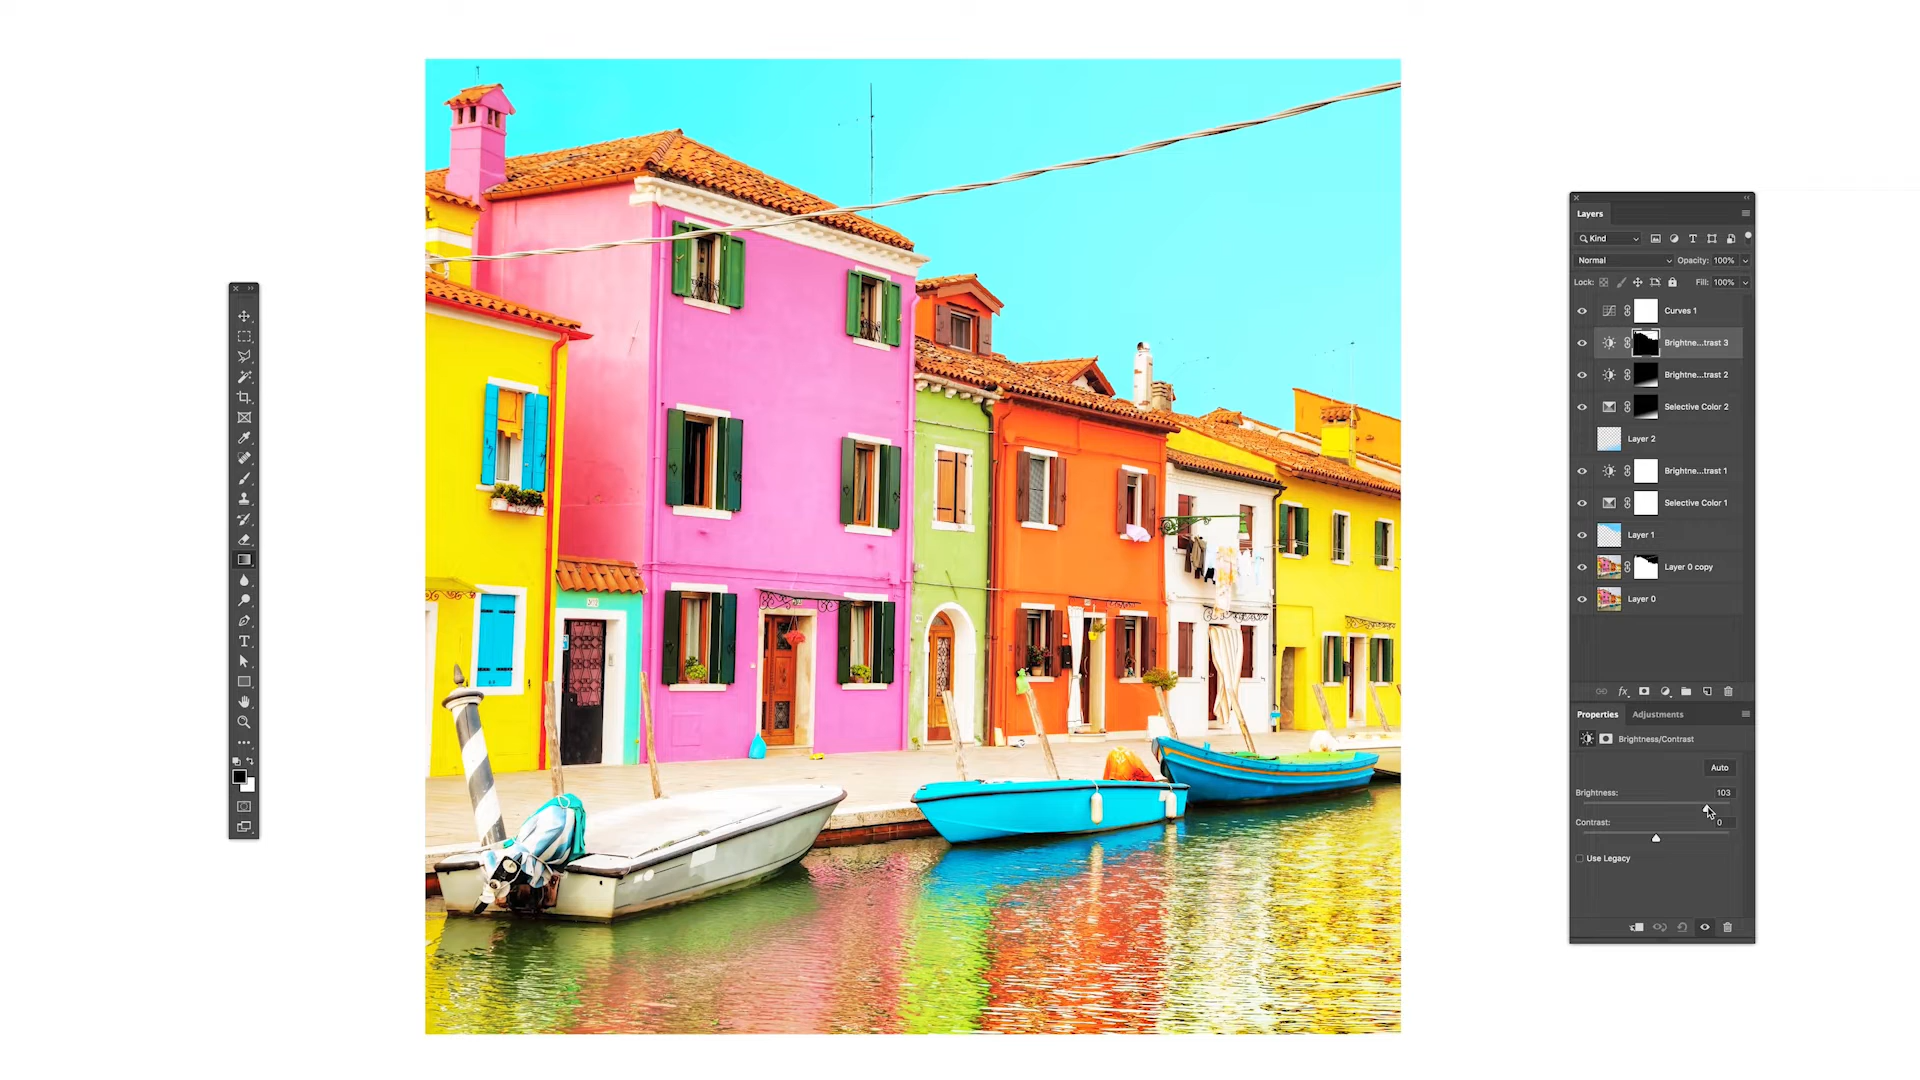 Layers
Kind
Normal Opacity: 100%
Lock: Fill: 100%
Curves 1
Brightne...trast 3
Brightne...trast 2
Selective Color 2
Layer 2
Brightne...trast 1
Selective Color 1
Layer 1
Layer 0 copy
Layer 0
fx
Properties Adjustments
Brightness/Contrast
Auto
Brightness: 103
Contrast: 0
Use Legacy